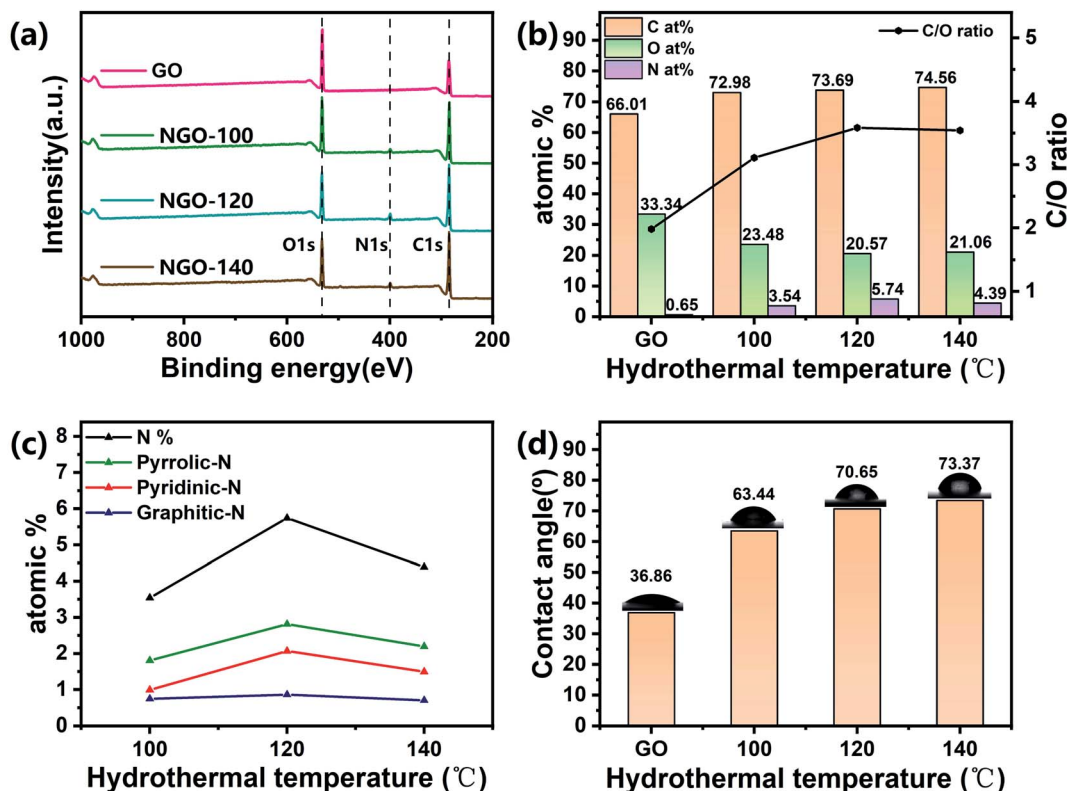 (a)
GO
NGO-100
NGO-120
NGO-140
O1s
N1s
C1s
Intensity(a.u.)
1000
800
600
400
200
Binding energy(eV)
(b)
C at%
O at%
N at%
C/O ratio
90
80
70
60
50
40
30
20
10
0
atomic %
66.01
33.34
0.65
72.98
23.48
3.54
73.69
20.57
5.74
74.56
21.06
4.39
5
4
3
2
1
C/O ratio
GO
100
120
140
Hydrothermal temperature (℃)
(c)
N %
Pyrrolic-N
Pyridinic-N
Graphitic-N
8
7
6
5
4
3
2
1
0
atomic %
100
120
140
Hydrothermal temperature (℃)
(d)
90
80
70
60
50
40
30
20
10
0
Contact angle(º)
36.86
63.44
70.65
73.37
GO
100
120
140
Hydrothermal temperature (℃)